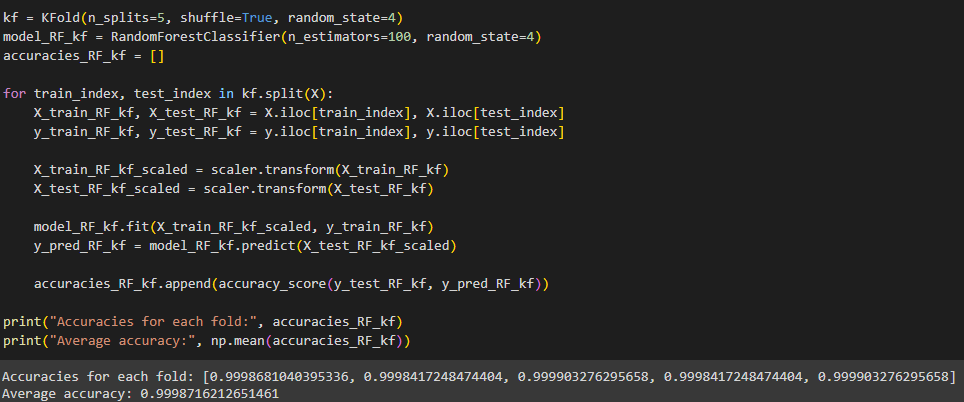 kf = KFold(n_splits=5, shuffle=True, random_state=4)
model_RF_kf = RandomForestClassifier(n_estimators=100, random_state=4)
accuracies_RF_kf = []

for train_index, test_index in kf.split(X):
    X_train_RF_kf, X_test_RF_kf = X.iloc[train_index], X.iloc[test_index]
    y_train_RF_kf, y_test_RF_kf = y.iloc[train_index], y.iloc[test_index]

    X_train_RF_kf_scaled = scaler.transform(X_train_RF_kf)
    X_test_RF_kf_scaled = scaler.transform(X_test_RF_kf)

    model_RF_kf.fit(X_train_RF_kf_scaled, y_train_RF_kf)
    y_pred_RF_kf = model_RF_kf.predict(X_test_RF_kf_scaled)

    accuracies_RF_kf.append(accuracy_score(y_test_RF_kf, y_pred_RF_kf))

print("Accuracies for each fold:", accuracies_RF_kf)
print("Average accuracy:", np.mean(accuracies_RF_kf))
Accuracies for each fold: [0.9998681040395336, 0.9998417248474404, 0.999903276295658, 0.9998417248474404, 0.999903276295658]
Average accuracy: 0.9998716212651461